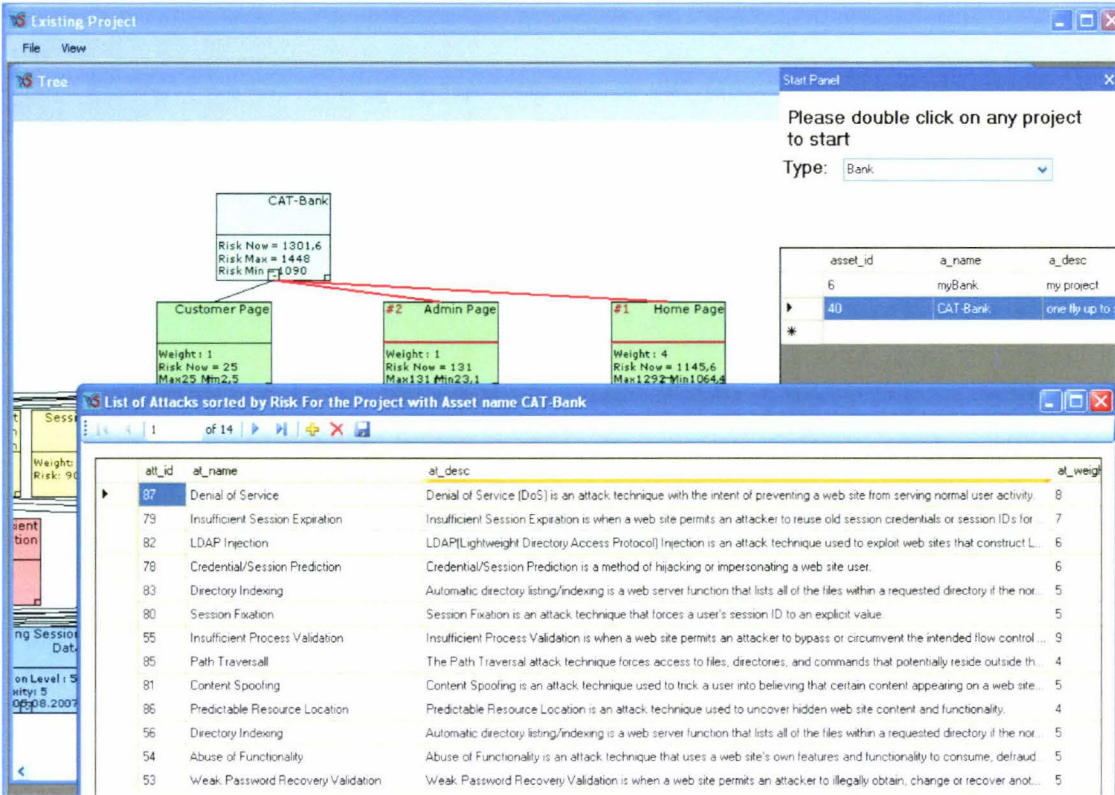 Existing Project
File View
Tree
Start Panel
Please double click on any project
to start
Type: Bank
asset_id a_name a_desc
6 myBank my project
40 CAT-Bank one fly up to
CAT-Bank
Risk Now = 1301,6
Risk Max = 1448
Risk Min = 1090
Customer Page
Weight: 1
Risk Now = 25
Max25 Min2,5
#2 Admin Page
Weight: 1
Risk Now = 131
Max131 Min23,1
#1 Home Page
Weight: 4
Risk Now = 1145,6
Max1292 Min1064,4
Sess
Weight:
Risk: 90
ient
tion
ng Session
Data
on Level : 5
xity: 5
08.2007
List of Attacks sorted by Risk For the Project with Asset name CAT-Bank
1 of 14
att_id at_name at_desc at_weigh
87 Denial of Service Denial of Service (DoS) is an attack technique with the intent of preventing a web site from serving normal user activity. 8
79 Insufficient Session Expiration Insufficient Session Expiration is when a web site permits an attacker to reuse old session credentials or session IDs for ... 7
82 LDAP Injection LDAP(Lightweight Directory Access Protocol) Injection is an attack technique used to exploit web sites that construct L... 6
78 Credential/Session Prediction Credential/Session Prediction is a method of hijacking or impersonating a web site user. 6
83 Directory Indexing Automatic directory listing/indexing is a web server function that lists all of the files within a requested directory if the nor... 5
80 Session Fixation Session Fixation is an attack technique that forces a user's session ID to an explicit value. 5
55 Insufficient Process Validation Insufficient Process Validation is when a web site permits an attacker to bypass or circumvent the intended flow control ... 9
85 Path Traversall The Path Traversal attack technique forces access to files, directories, and commands that potentially reside outside th... 4
81 Content Spoofing Content Spoofing is an attack technique used to trick a user into believing that certain content appearing on a web site... 5
86 Predictable Resource Location Predictable Resource Location is an attack technique used to uncover hidden web site content and functionality. 4
56 Directory Indexing Automatic directory listing/indexing is a web server function that lists all of the files within a requested directory if the nor... 5
54 Abuse of Functionality Abuse of Functionality is an attack technique that uses a web site's own features and functionality to consume, defraud... 5
53 Weak Password Recovery Validation Weak Password Recovery Validation is when a web site permits an attacker to illegally obtain, change or recover anot... 5